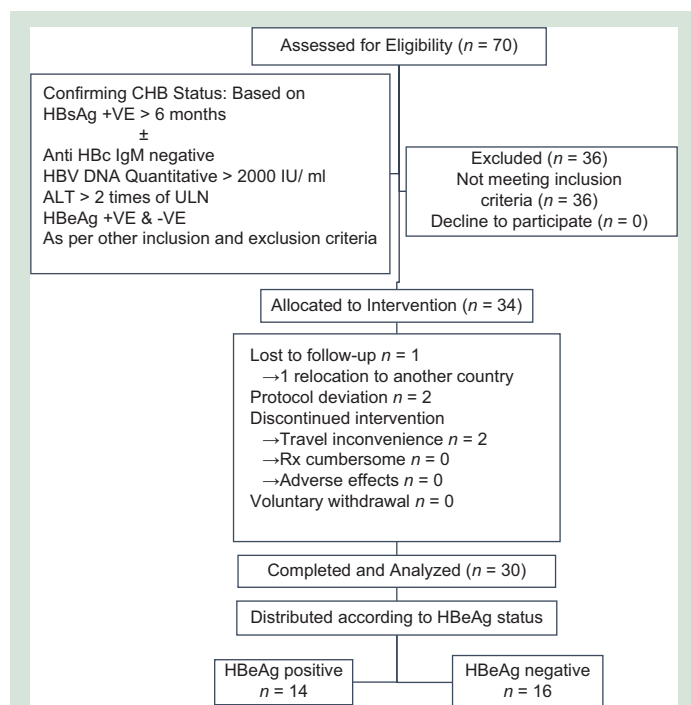 Assessed for Eligibility (n = 70)
Confirming CHB Status: Based on
HBsAg +VE > 6 months
±
Anti HBc IgM negative
HBV DNA Quantitative > 2000 IU/ ml
ALT > 2 times of ULN
HBeAg +VE & -VE
As per other inclusion and exclusion criteria
Excluded (n = 36)
Not meeting inclusion
criteria (n = 36)
Decline to participate (n = 0)
Allocated to Intervention (n = 34)
Lost to follow-up n = 1
→1 relocation to another country
Protocol deviation n = 2
Discontinued intervention
→Travel inconvenience n = 2
→Rx cumbersome n = 0
→Adverse effects n = 0
Voluntary withdrawal n = 0
Completed and Analyzed (n = 30)
Distributed according to HBeAg status
HBeAg positive
n = 14
HBeAg negative
n = 16